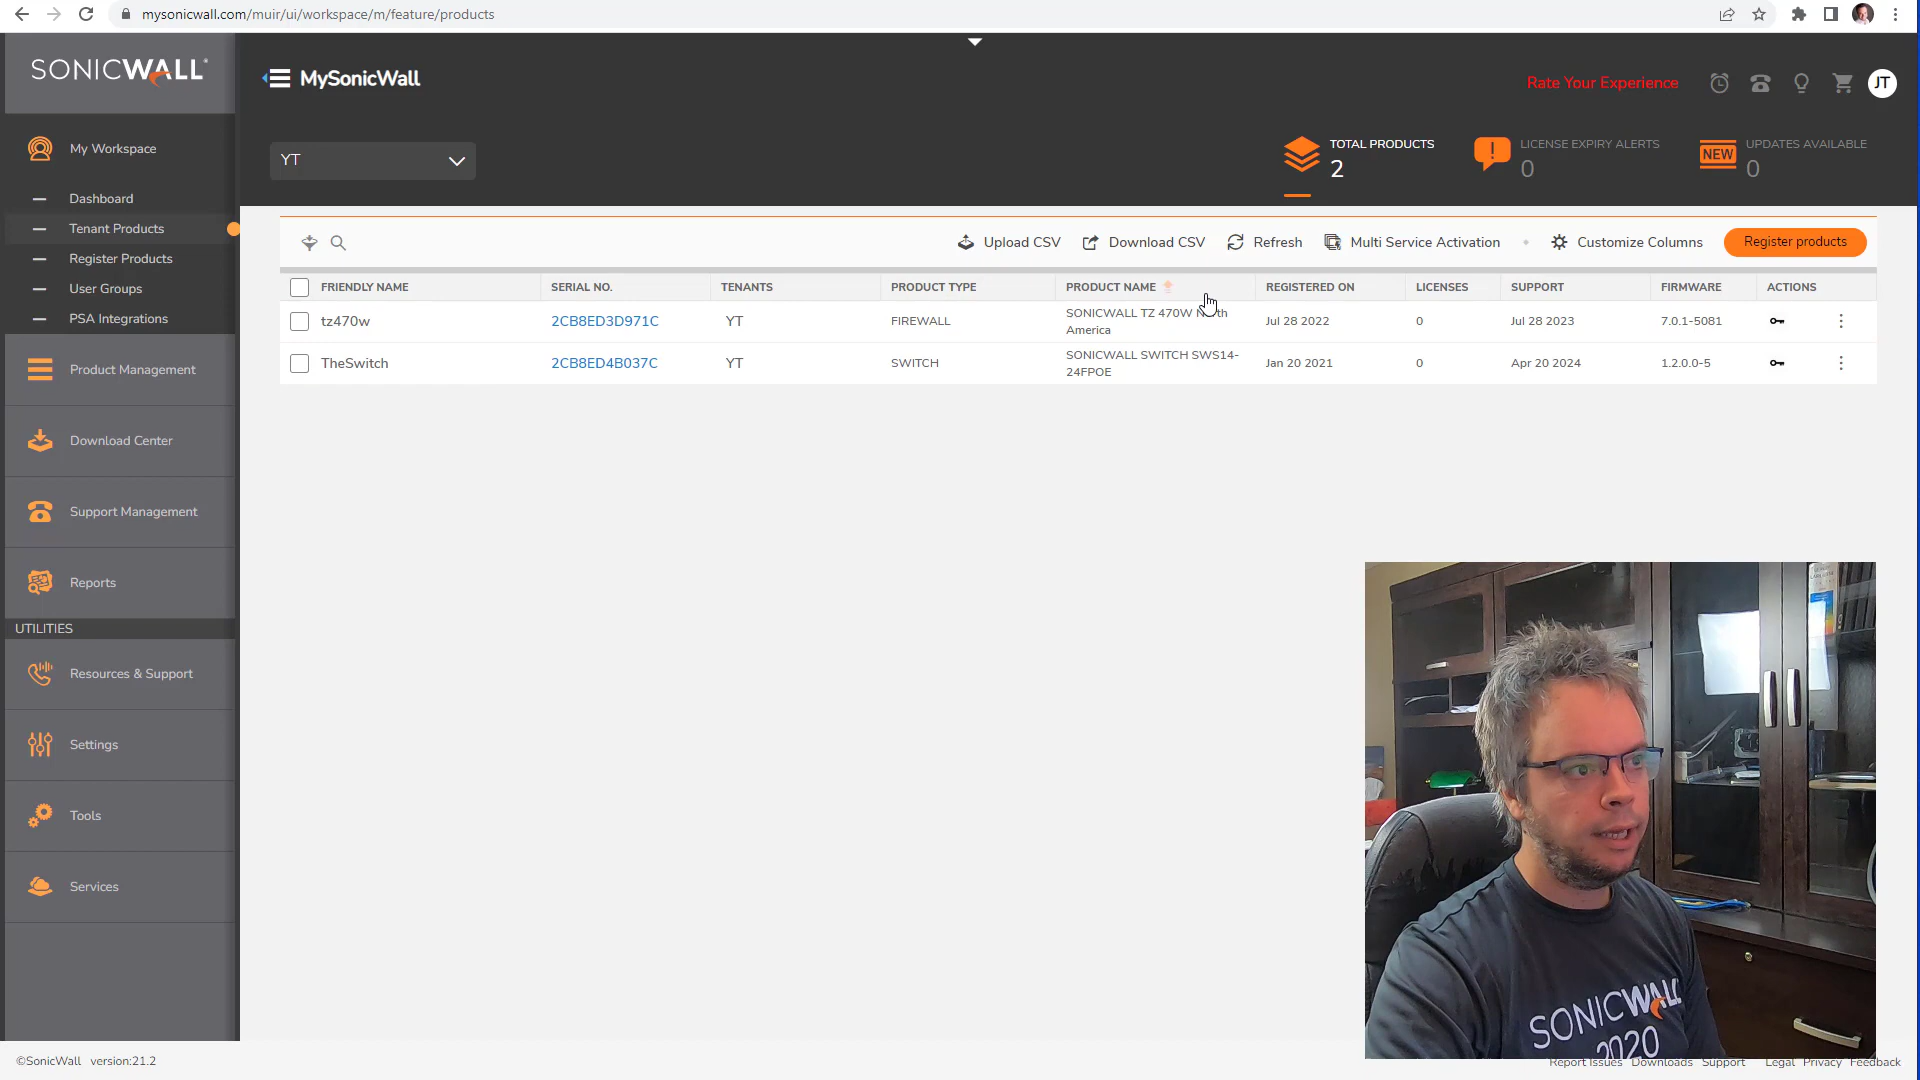 mysonicwall.com/muir/ui/workspace/m/feature/products
SONICWALL
MySonicWall
Rate Your Experience
JT
My Workspace
YT
TOTAL PRODUCTS
2
LICENSE EXPIRY ALERTS
0
NEW
UPDATES AVAILABLE
0
Dashboard
Tenant Products
Register Products
User Groups
PSA Integrations
Product Management
Download Center
Support Management
Reports
UTILITIES
Resources & Support
Settings
Tools
Services
Upload CSV
Download CSV
Refresh
Multi Service Activation
Customize Columns
Register products
FRIENDLY NAME SERIAL NO. TENANTS PRODUCT TYPE PRODUCT NAME REGISTERED ON LICENSES SUPPORT FIRMWARE ACTIONS
tz470w 2CB8ED3D971C YT FIREWALL SONICWALL TZ 470W North America Jul 28 2022 0 Jul 28 2023 7.0.1-5081
TheSwitch 2CB8ED4B037C YT SWITCH SONICWALL SWITCH SWS14-24FPOE Jan 20 2021 0 Apr 20 2024 1.2.0.0-5
SONICWALL
2020
©SonicWall version:21.2
Report Issues Downloads Support Legal Privacy Feedback